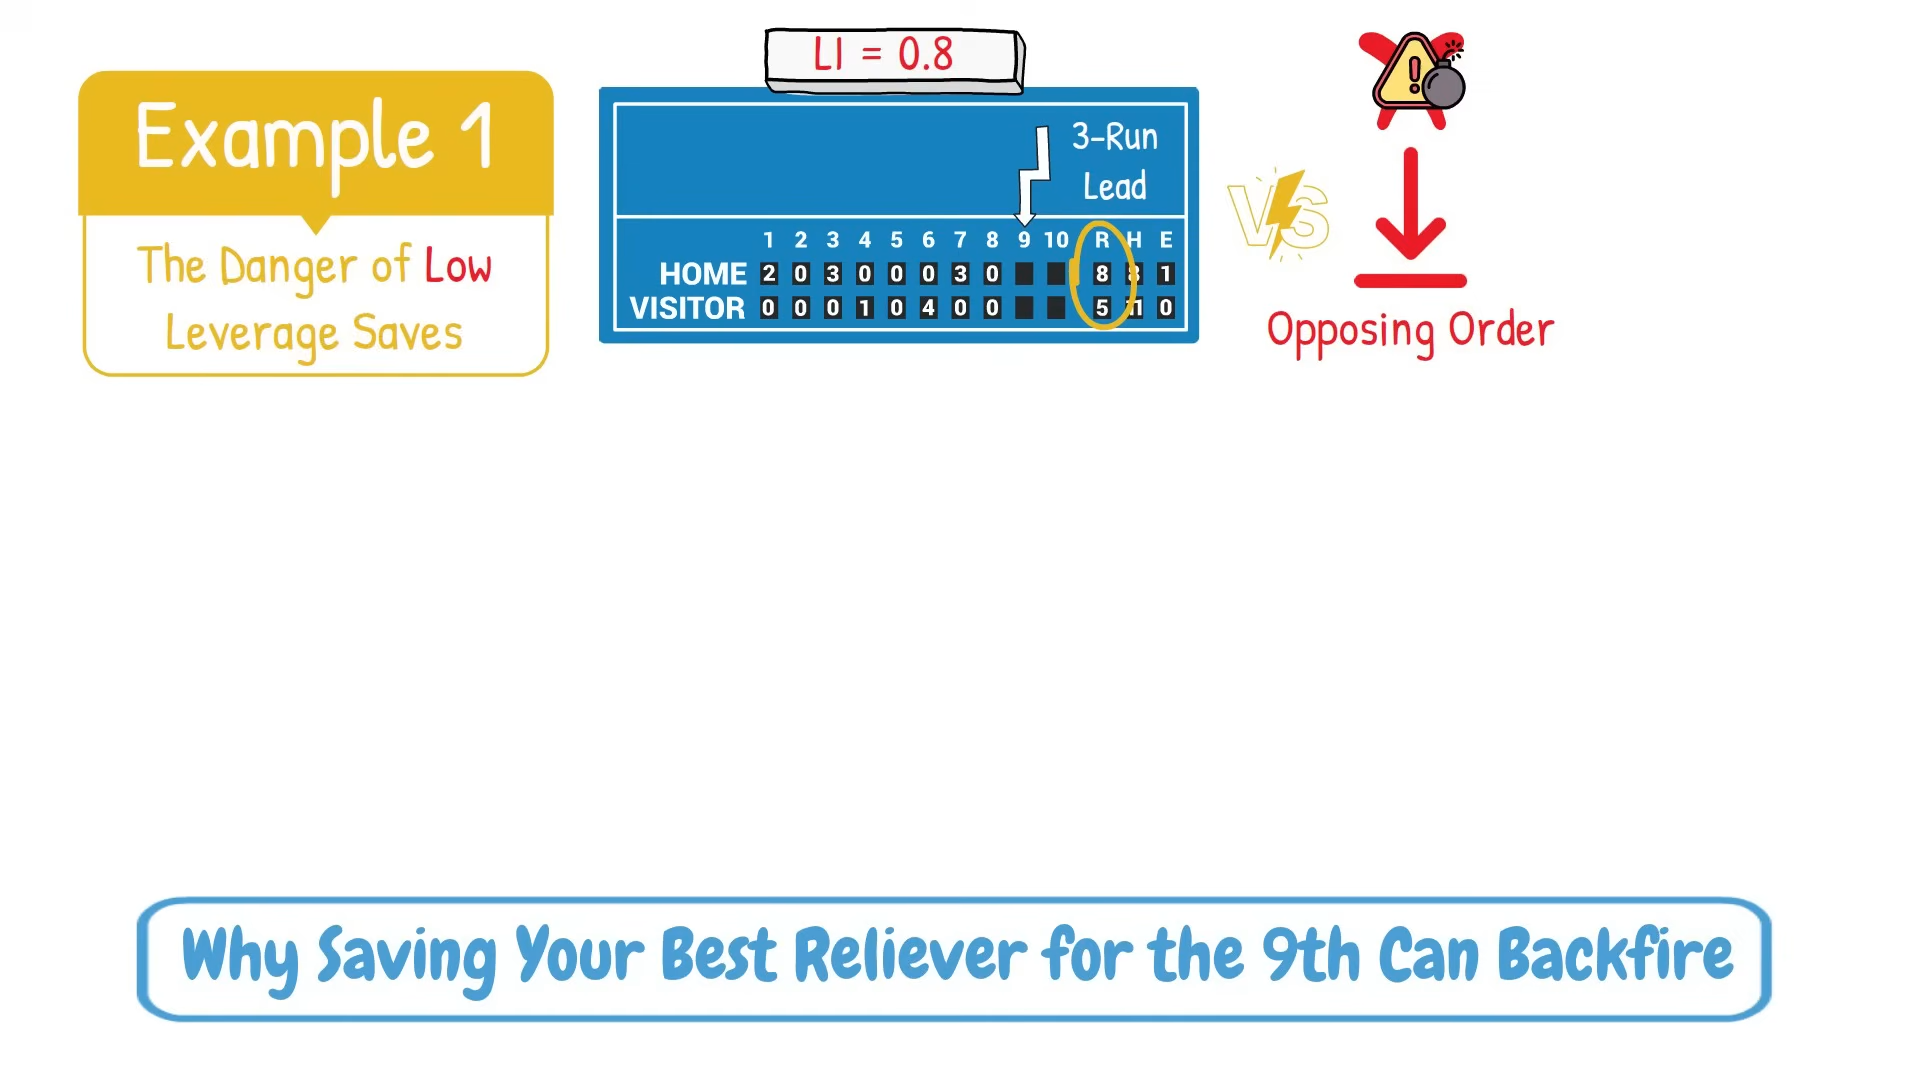 LI = 0.8
Example 1
The Danger of Low
Leverage Saves
3-Run
Lead
1 2 3 4 5 6 7 8 9 10 R H E
HOME 2 0 3 0 0 0 3 0 8 8 1
VISITOR 0 0 0 1 0 4 0 0 5 11 0
VS
!
Opposing Order
Why Saving Your Best Reliever for the 9th Can Backfire